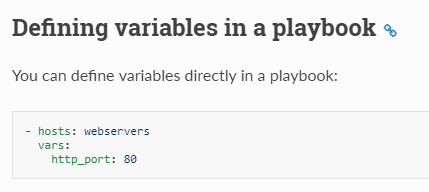 Defining variables in a playbook
You can define variables directly in a playbook:
- hosts: webservers
  vars:
    http_port: 80